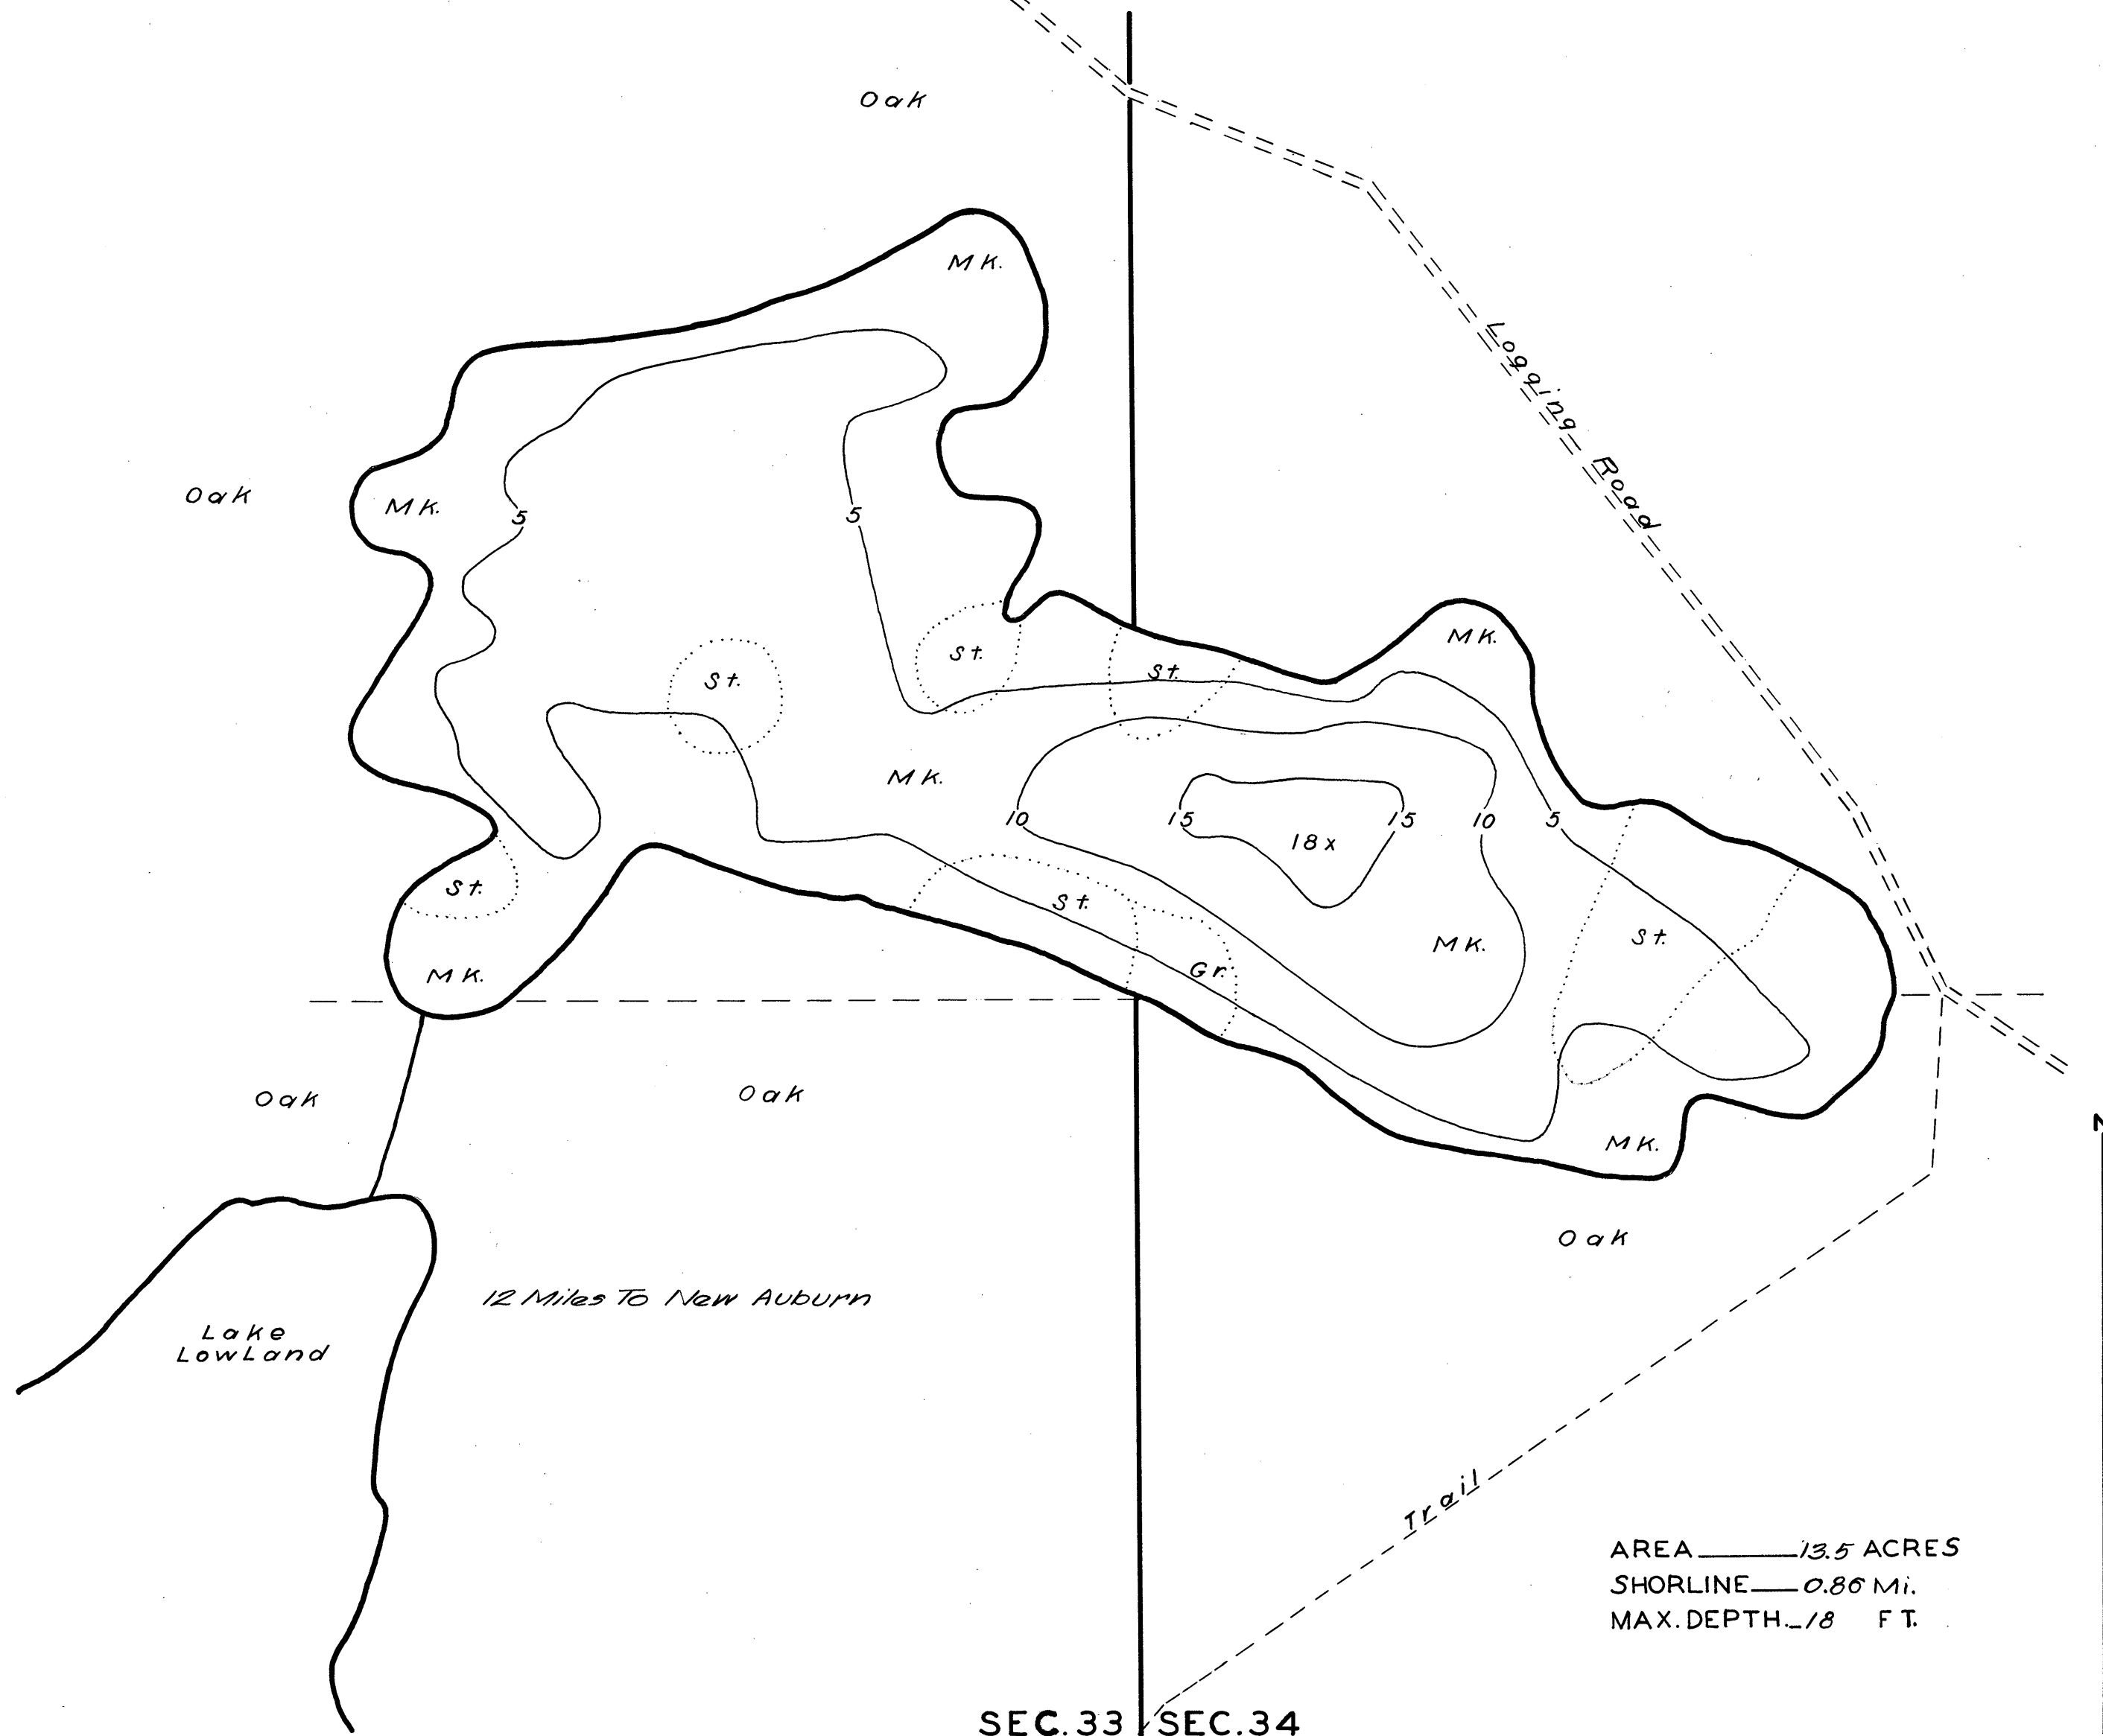 Oak
MK.
Logging Road
Oak
MK.
5
5
St.
St.
St.
MK.
MK.
10
15
15
10
5
18x
St.
St.
MK.
St.
Gr.
MK.
MK.
Oak
Oak
Oak
12 Miles To New Auburn
Lake
LowLand
Trail
AREA 13.5 ACRES
SHORLINE 0.86 Mi.
MAX. DEPTH. 18 FT.
SEC. 33 SEC. 34